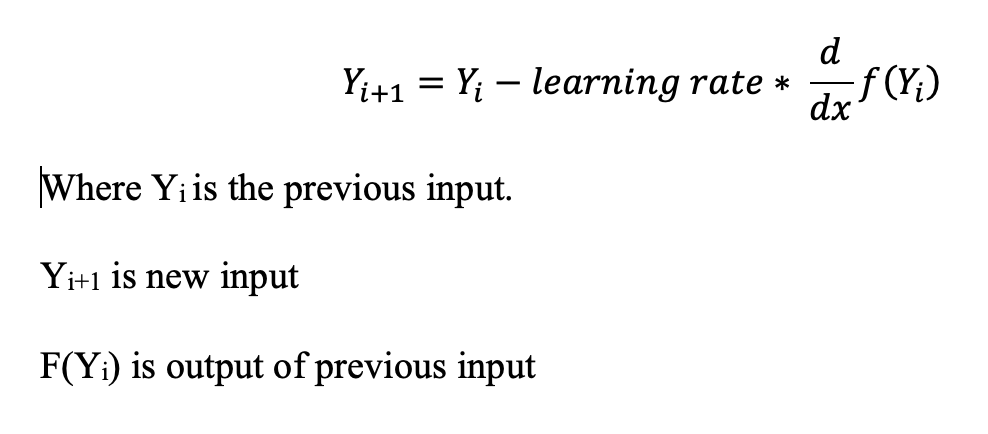 Yᵢ₊₁ = Yᵢ − learning rate * d/dx f(Yᵢ)
Where Yᵢ is the previous input.
Yᵢ₊₁ is new input
F(Yᵢ) is output of previous input